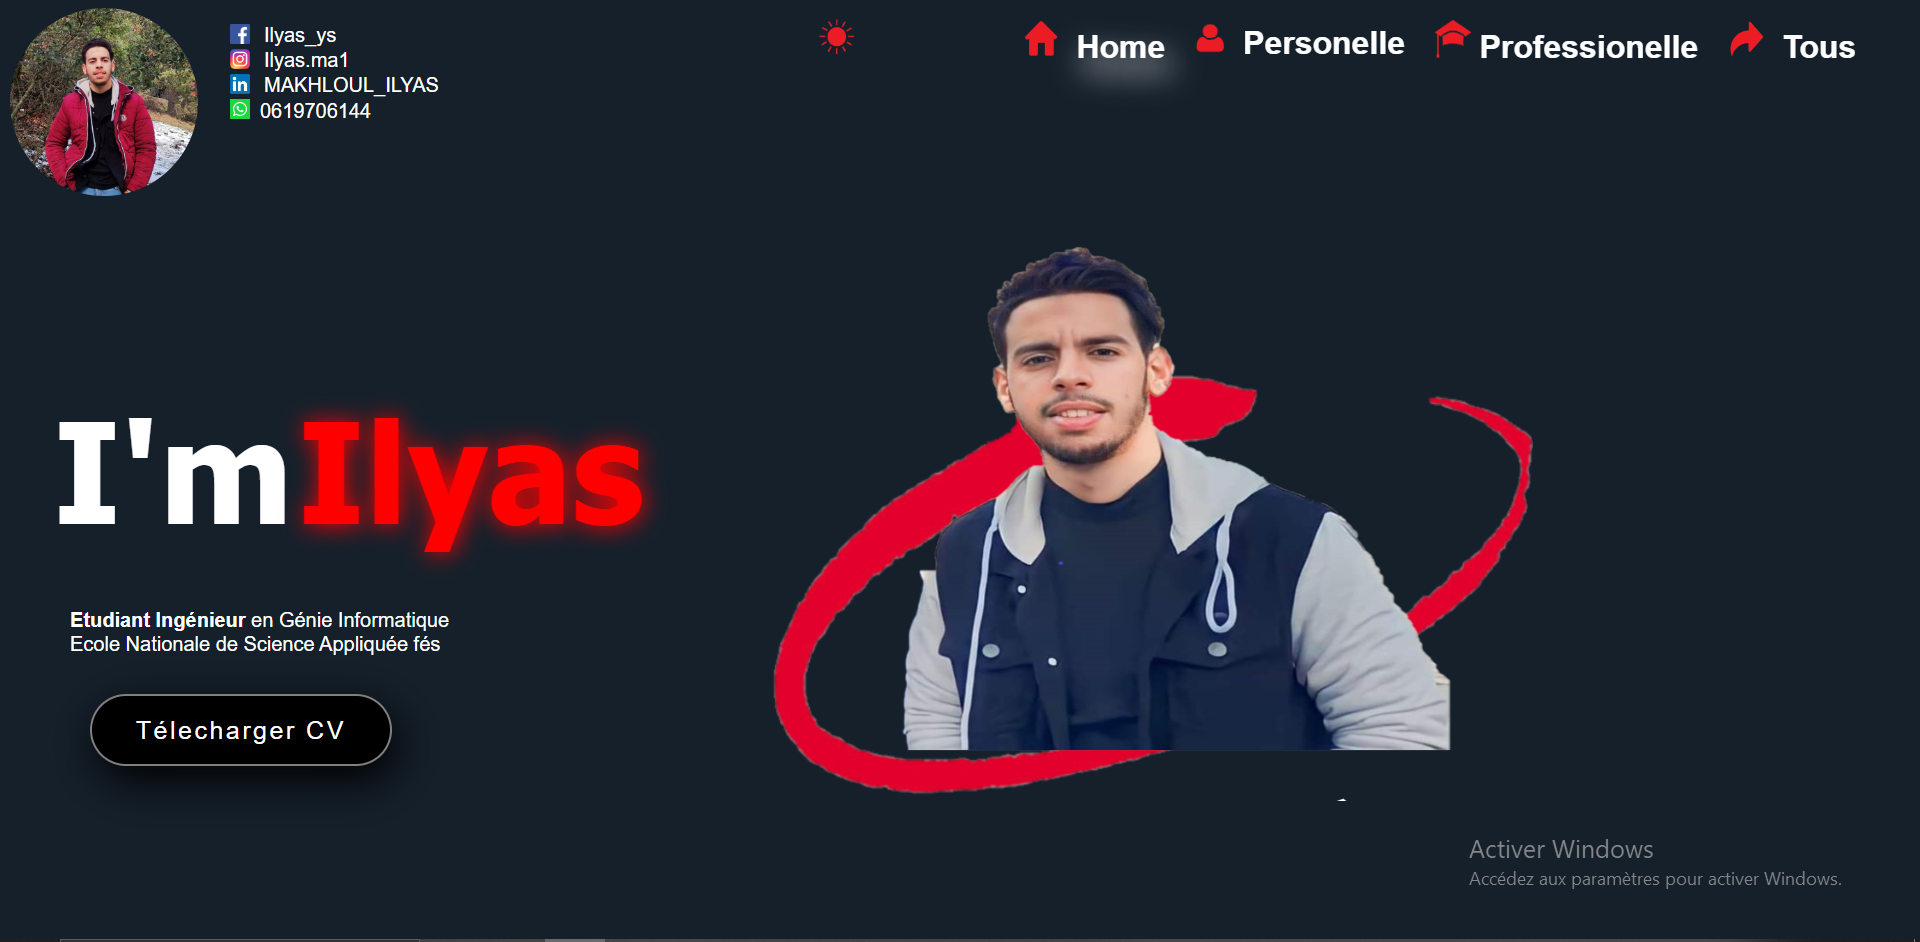 Ilyas_ys
Ilyas.ma1
MAKHLOUL_ILYAS
0619706144
Home
Personelle
Professionelle
Tous
I'm Ilyas
Etudiant Ingénieur en Génie Informatique
Ecole Nationale de Science Appliquée fés
Télecharger CV
Activer Windows
Accédez aux paramètres pour activer Windows.